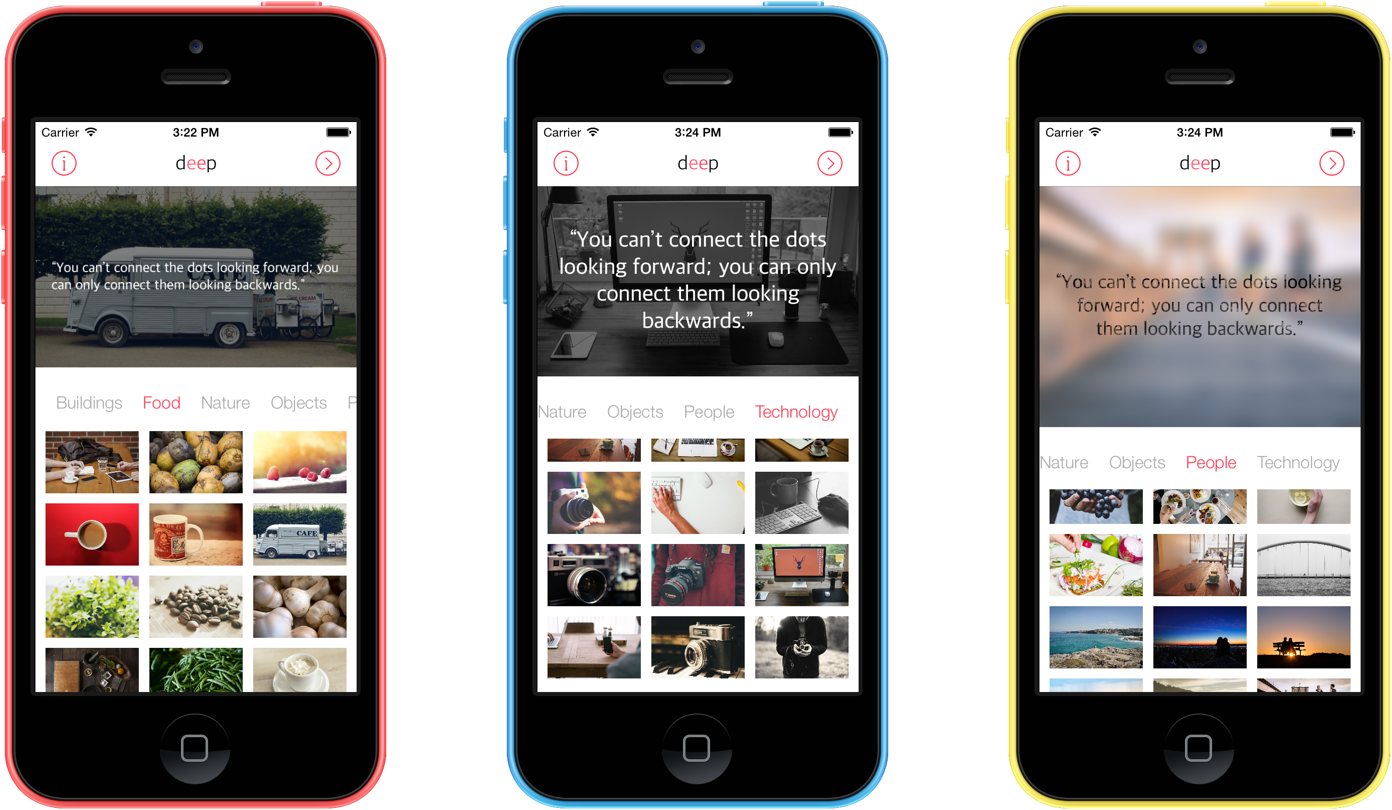 Carrier 3:22 PM
deep
“You can’t connect the dots looking forward; you
can only connect them looking backwards.”
Buildings Food Nature Objects P
CAFE
Carrier 3:24 PM
deep
“You can’t connect the dots
looking forward; you can only
connect them looking
backwards.”
Nature Objects People Technology
Carrier 3:24 PM
deep
“You can’t connect the dots looking
forward; you can only connect
them looking backwards.”
Nature Objects People Technology